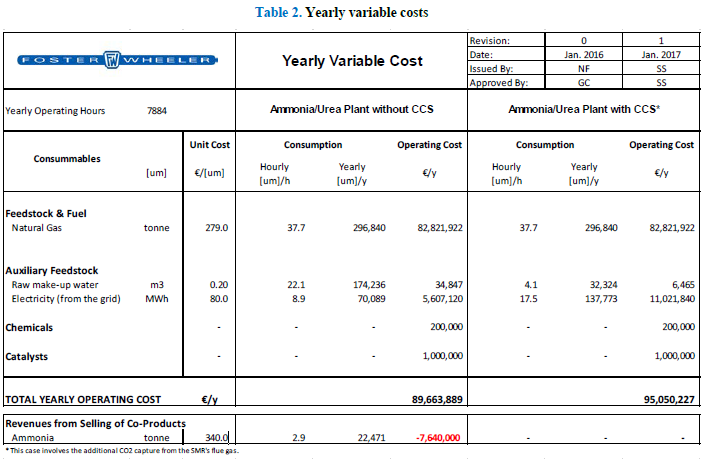 Table 2. Yearly variable costs
FOSTER FW WHEELER
Yearly Variable Cost
Revision: 0 1
Date: Jan. 2016 Jan. 2017
Issued By: NF SS
Approved By: GC SS
Yearly Operating Hours 7884 Ammonia/Urea Plant without CCS Ammonia/Urea Plant with CCS*
Unit Cost Consumption Operating Cost Consumption Operating Cost
Consummables
Hourly Yearly Hourly Yearly
[um] €/[um] [um]/h [um]/y €/y [um]/h [um]/y €/y
Feedstock & Fuel
Natural Gas tonne 279.0 37.7 296,840 82,821,922 37.7 296,840 82,821,922
Auxiliary Feedstock
Raw make-up water m3 0.20 22.1 174,236 34,847 4.1 32,324 6,465
Electricity (from the grid) MWh 80.0 8.9 70,089 5,607,120 17.5 137,773 11,021,840
Chemicals - - - 200,000 - - 200,000
Catalysts - - - 1,000,000 - - 1,000,000
TOTAL YEARLY OPERATING COST €/y 89,663,889 95,050,227
Revenues from Selling of Co-Products
Ammonia tonne 340.0 2.9 22,471 -7,640,000 - - -
* This case involves the additional CO2 capture from the SMR's flue gas.